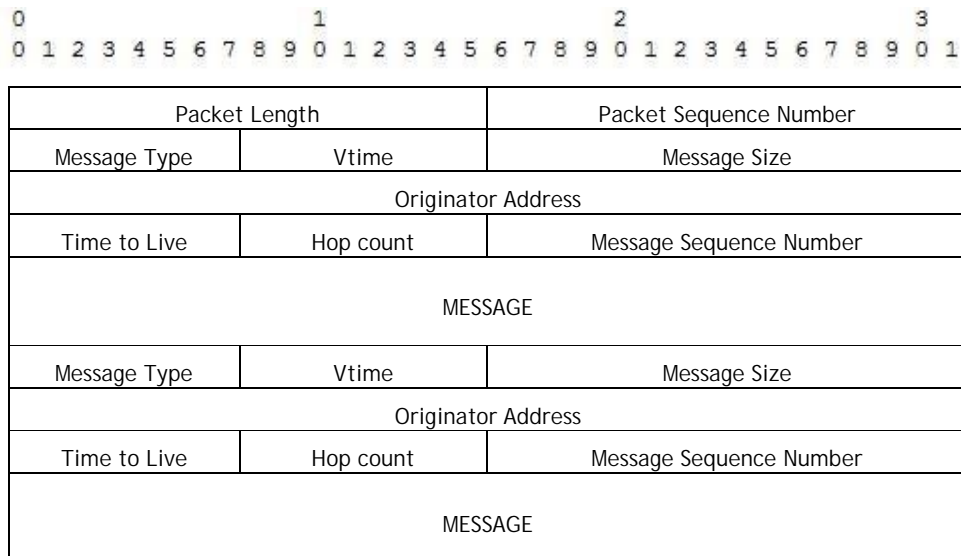 0 1 2 3
0 1 2 3 4 5 6 7 8 9 0 1 2 3 4 5 6 7 8 9 0 1 2 3 4 5 6 7 8 9 0 1
Packet Length Packet Sequence Number
Message Type Vtime Message Size
Originator Address
Time to Live Hop count Message Sequence Number
MESSAGE
Message Type Vtime Message Size
Originator Address
Time to Live Hop count Message Sequence Number
MESSAGE